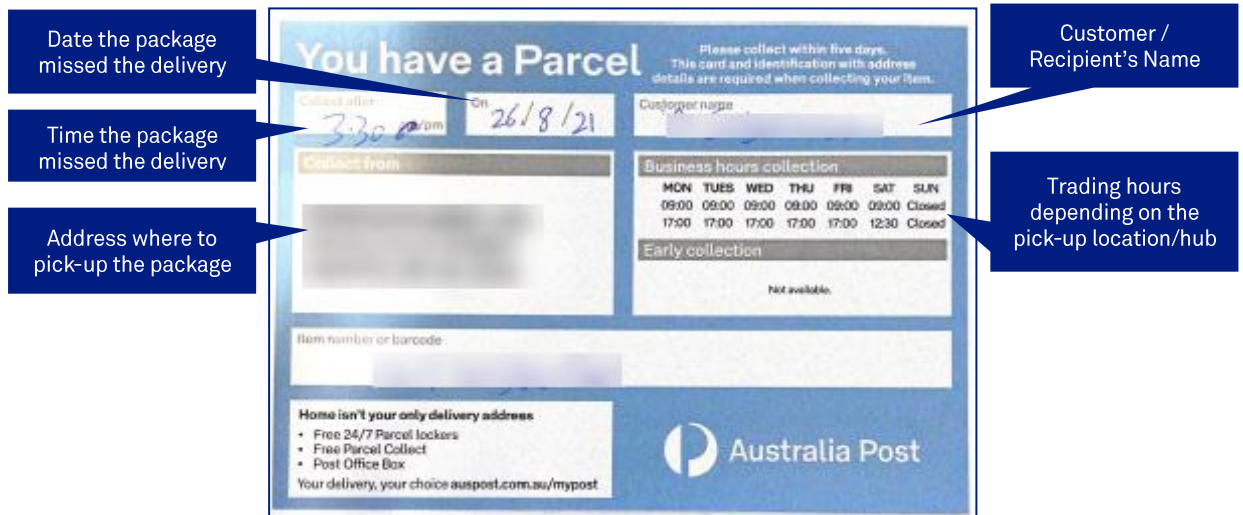 Date the package
missed the delivery
Time the package
missed the delivery
Address where to
pick-up the package
Customer /
Recipient's Name
Trading hours
depending on the
pick-up location/hub
You have a Parcel
Please collect within five days.
This card and identification with address
details are required when collecting your item.
Collect after
3:30 am/pm
On
26/8/21
Customer name
Collect from
Business hours collection
MON TUES WED THU FRI SAT SUN
09:00 09:00 09:00 09:00 09:00 09:00 Closed
17:00 17:00 17:00 17:00 17:00 12:30 Closed
Early collection
Not available.
Item number or barcode
Home isn't your only delivery address
• Free 24/7 Parcel lockers
• Free Parcel Collect
• Post Office Box
Your delivery, your choice auspost.com.au/mypost
Australia Post